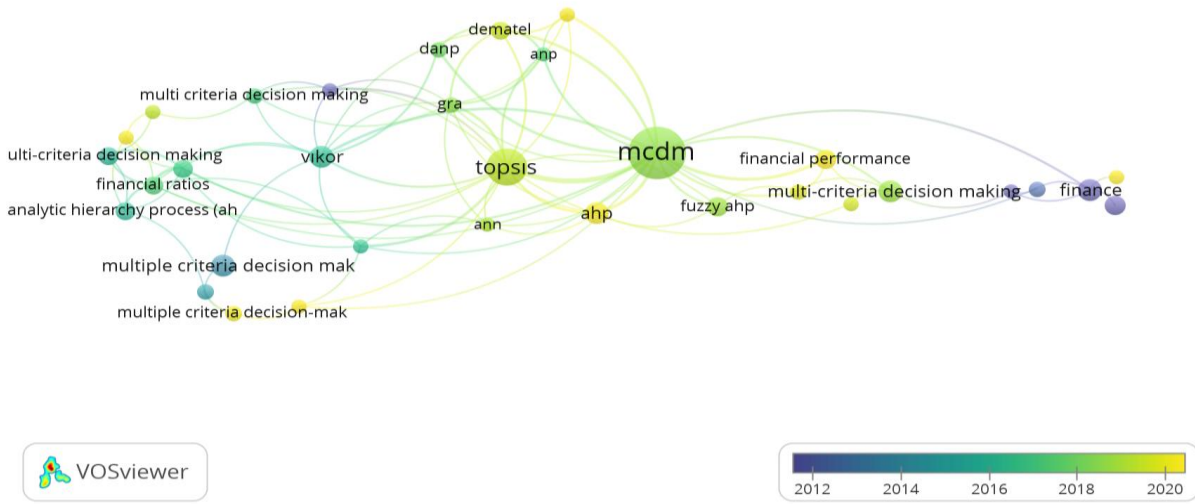 dematel
danp
anp
multi criteria decision making
gra
mcdm
ulti-criteria decision making
vikor
topsis
financial performance
financial ratios
multi-criteria decision making
finance
analytic hierarchy process (ah
fuzzy ahp
ahp
ann
multiple criteria decision mak
multiple criteria decision-mak
VOSviewer
2012 2014 2016 2018 2020